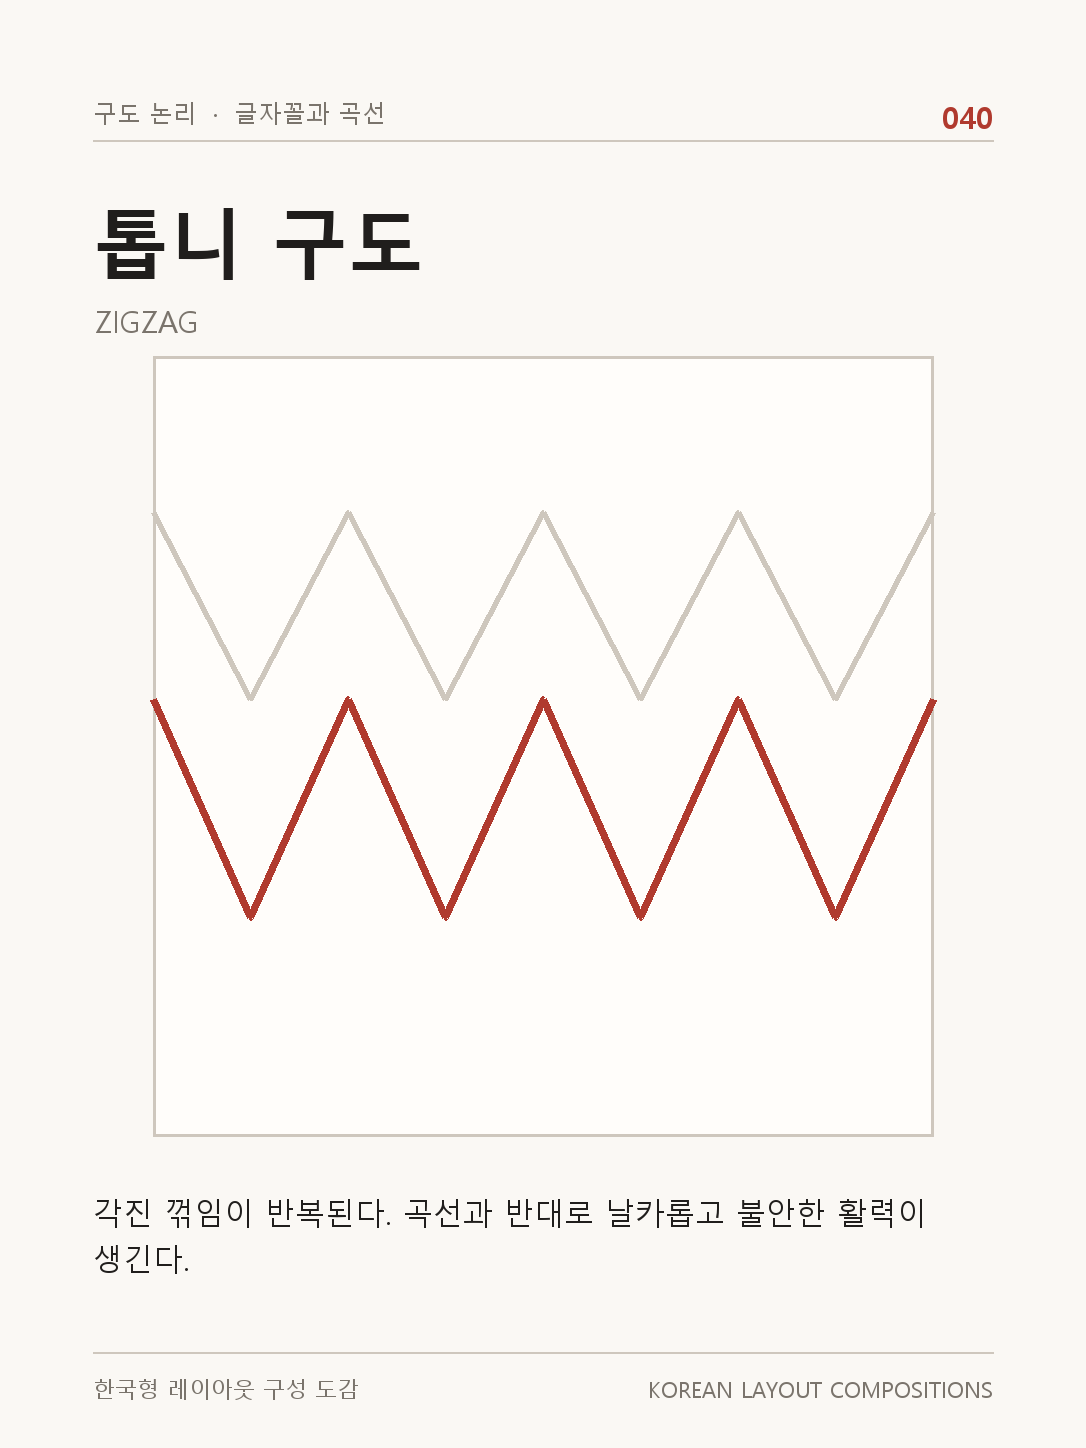 구도 논리 · 글자꼴과 곡선
040
톱니 구도
ZIGZAG
각진 꺾임이 반복된다. 곡선과 반대로 날카롭고 불안한 활력이
생긴다.
한국형 레이아웃 구성 도감
KOREAN LAYOUT COMPOSITIONS